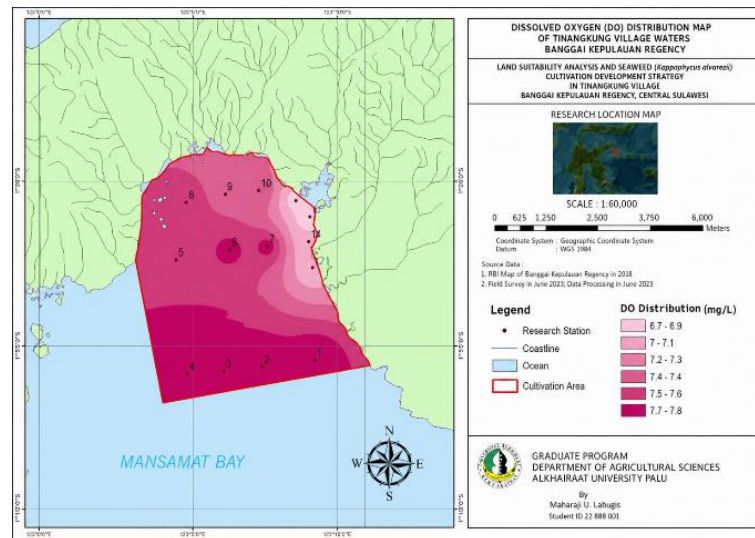 DISSOLVED OXYGEN (DO) DISTRIBUTION MAP
OF TINANGKUNG VILLAGE WATERS
BANGGAI KEPULAUAN REGENCY
LAND SUITABILITY ANALYSIS AND SEAWEED (Kappaphycus alvarezii)
CULTIVATION DEVELOPMENT STRATEGY
IN TINANGKUNG VILLAGE
BANGGAI KEPULAUAN REGENCY, CENTRAL SULAWESI
RESEARCH LOCATION MAP
SCALE : 1:60,000
0 625 1,250 2,500 3,750 6,000
Meters
Coordinate System : Geographic Coordinate System
Datum : WGS 1984
Source Data :
1. RBI Map of Banggai Kepulauan Regency in 2018
2. Field Survey in June 2023; Data Processing in June 2023
Legend
Research Station
Coastline
Ocean
Cultivation Area
DO Distribution (mg/L)
6.7 - 6.9
7 - 7.1
7.2 - 7.3
7.4 - 7.4
7.5 - 7.6
7.7 - 7.8
GRADUATE PROGRAM
DEPARTMENT OF AGRICULTURAL SCIENCES
ALKHAIRAAT UNIVERSITY PALU
By
Maharaji U. Labugis
Student ID 22 888 001
8
9
10
5
6
7
4
3
2
1
MANSAMAT BAY
N
W
E
S